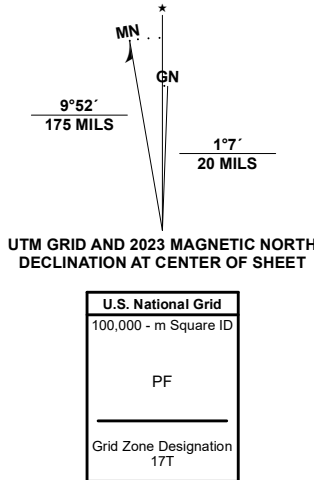 ★
MN
GN
9°52´
175 MILS
1°7´
20 MILS
UTM GRID AND 2023 MAGNETIC NORTH
DECLINATION AT CENTER OF SHEET
U.S. National Grid
100,000 - m Square ID
PF
Grid Zone Designation
17T